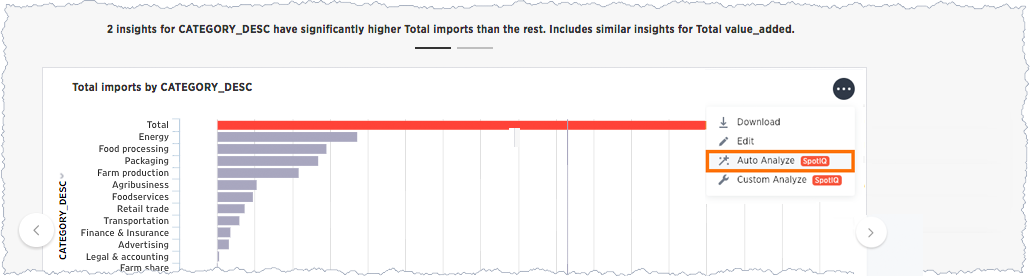 2 insights for CATEGORY_DESC have significantly higher Total imports than the rest. Includes similar insights for Total value_added.
Total imports by CATEGORY_DESC
Download
Edit
Auto Analyze SpotIQ
Custom Analyze SpotIQ
CATEGORY_DESC
Total
Energy
Food processing
Packaging
Farm production
Agribusiness
Foodservices
Retail trade
Transportation
Finance & Insurance
Advertising
Legal & accounting
Farm share